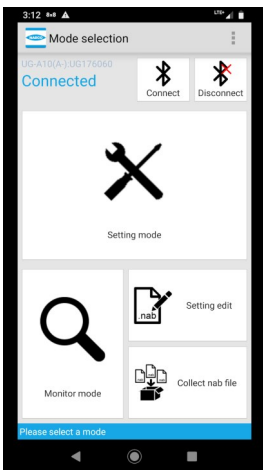 3:12
LTE+
Mode selection
UG-A10(A-):UG176060
Connected
Connect
Disconnect
Setting mode
.nab
Setting edit
Monitor mode
Collect nab file
Please select a mode